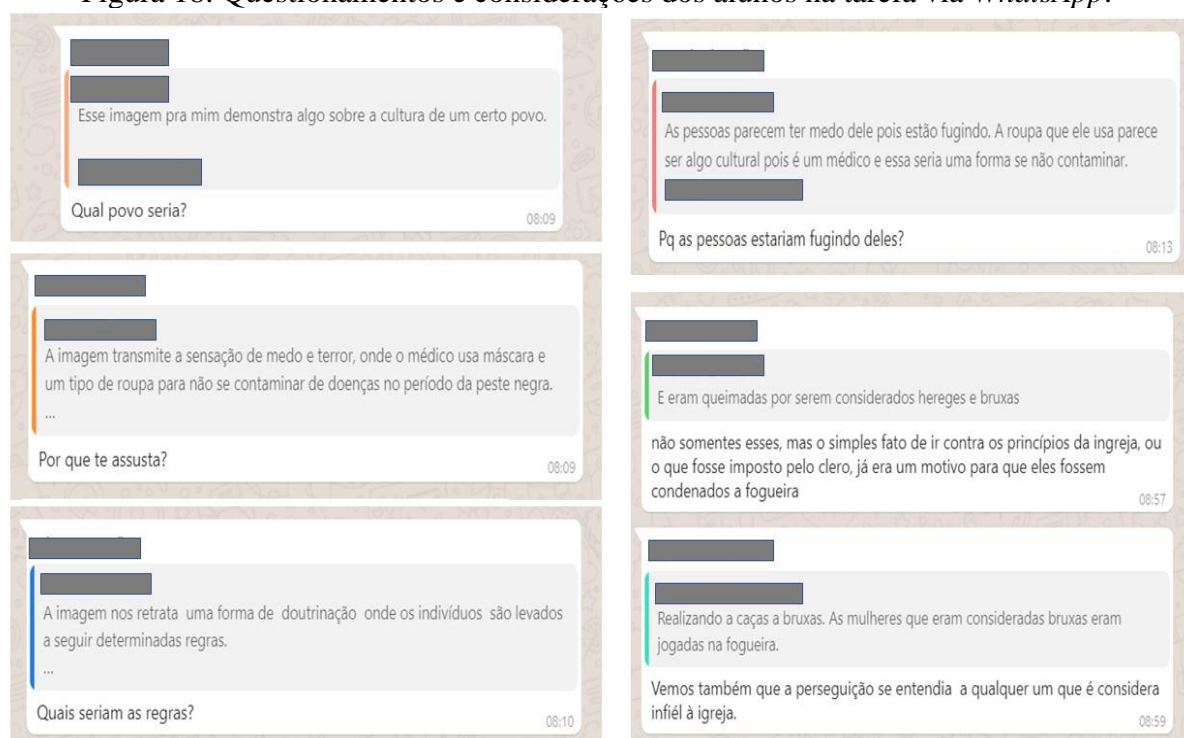 Figura 18: Questionamentos e considerações dos alunos na tarefa via WhatsApp.
Esse imagem pra mim demonstra algo sobre a cultura de um certo povo.
Qual povo seria?
08:09
A imagem transmite a sensação de medo e terror, onde o médico usa máscara e
um tipo de roupa para não se contaminar de doenças no período da peste negra.
...
Por que te assusta?
08:09
A imagem nos retrata uma forma de doutrinação onde os indivíduos são levados
a seguir determinadas regras.
...
Quais seriam as regras?
08:10
As pessoas parecem ter medo dele pois estão fugindo. A roupa que ele usa parece
ser algo cultural pois é um médico e essa seria uma forma se não contaminar.
Pq as pessoas estariam fugindo deles?
08:13
E eram queimadas por serem considerados hereges e bruxas
não somentes esses, mas o simples fato de ir contra os princípios da ingreja, ou
o que fosse imposto pelo clero, já era um motivo para que eles fossem
condenados a fogueira
08:57
Realizando a caças a bruxas. As mulheres que eram consideradas bruxas eram
jogadas na fogueira.
Vemos também que a perseguição se entendia a qualquer um que é considera
infiél à igreja.
08:59